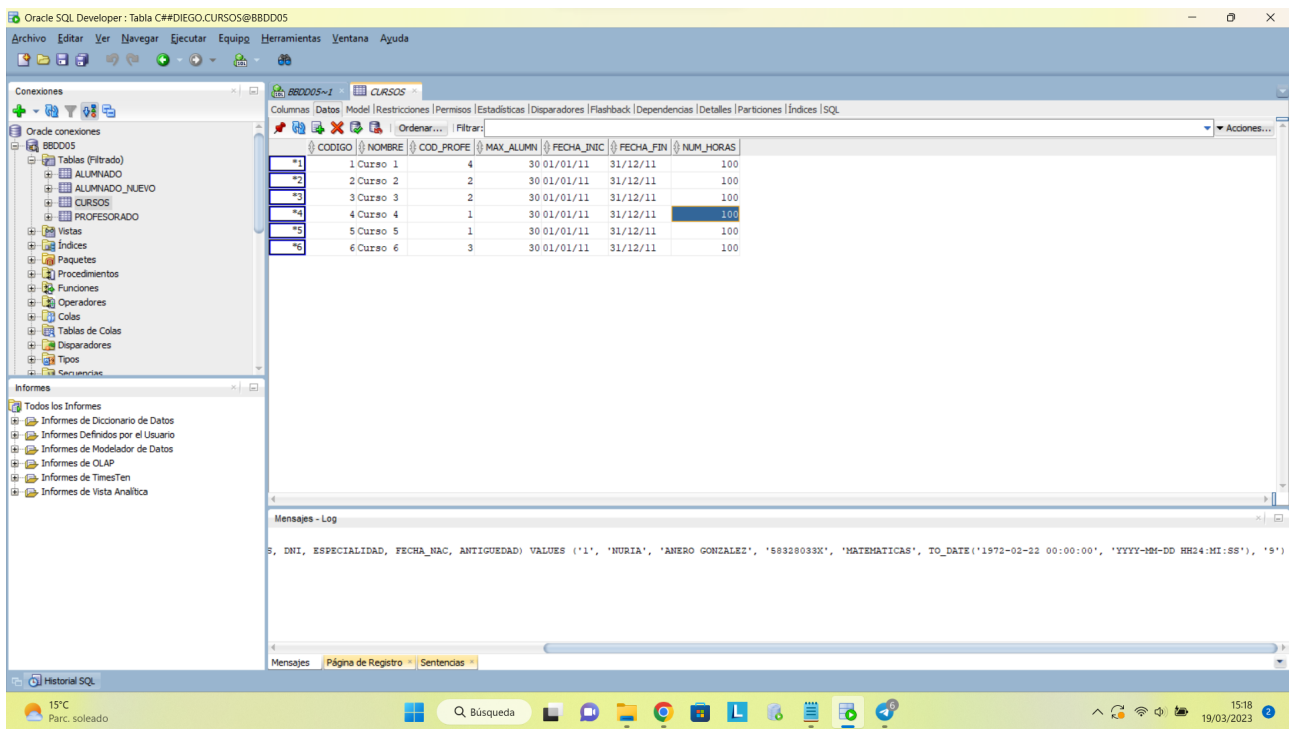 Oracle SQL Developer : Tabla C##DIEGO.CURSOS@BBDD05
Archivo Editar Ver Navegar Ejecutar Equipo Herramientas Ventana Ayuda
Conexiones
Oracle conexiones
BBDD05
Tablas (Filtrado)
ALUMNADO
ALUMNADO_NUEVO
CURSOS
PROFESORADO
Vistas
Índices
Paquetes
Procedimientos
Funciones
Operadores
Colas
Tablas de Colas
Disparadores
Tipos
Secuencias
Informes
Todos los Informes
Informes de Diccionario de Datos
Informes Definidos por el Usuario
Informes de Modelador de Datos
Informes de OLAP
Informes de TimesTen
Informes de Vista Analítica
BBDD05~1 CURSOS
Columnas Datos Model Restricciones Permisos Estadísticas Disparadores Flashback Dependencias Detalles Particiones Índices SQL
Ordenar... Filtrar: Acciones...
CODIGO NOMBRE COD_PROFE MAX_ALUMN FECHA_INIC FECHA_FIN NUM_HORAS
*1 1 Curso 1 4 30 01/01/11 31/12/11 100
*2 2 Curso 2 2 30 01/01/11 31/12/11 100
*3 3 Curso 3 2 30 01/01/11 31/12/11 100
*4 4 Curso 4 1 30 01/01/11 31/12/11 100
*5 5 Curso 5 1 30 01/01/11 31/12/11 100
*6 6 Curso 6 3 30 01/01/11 31/12/11 100
Mensajes - Log
S, DNI, ESPECIALIDAD, FECHA_NAC, ANTIGUEDAD) VALUES ('1', 'NURIA', 'ANERO GONZALEZ', '58328033X', 'MATEMATICAS', TO_DATE('1972-02-22 00:00:00', 'YYYY-MM-DD HH24:MI:SS'), '9')
Mensajes Página de Registro Sentencias
Historial SQL
15°C
Parc. soleado
Búsqueda
L
6
15:18
19/03/2023
2